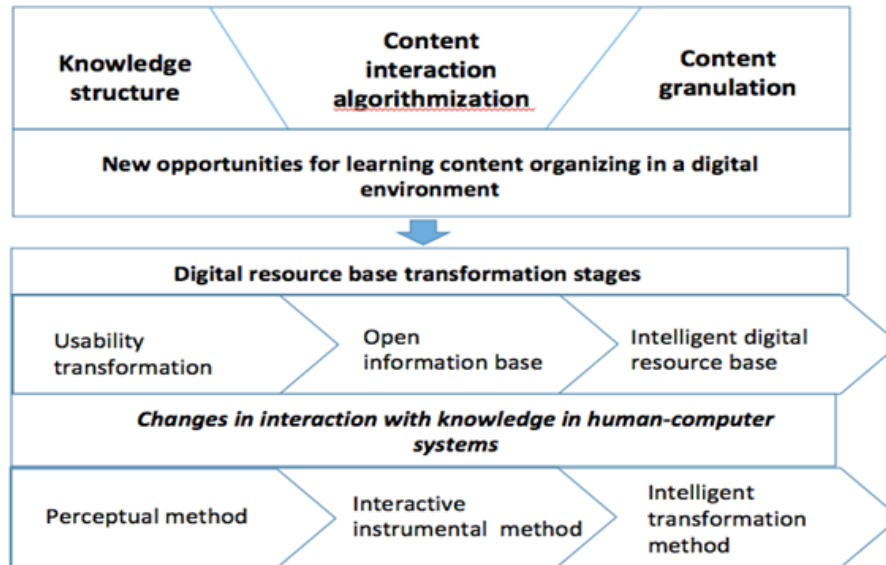 Knowledge
structure
Content
interaction
algorithmization
Content
granulation
New opportunities for learning content organizing in a digital
environment
Digital resource base transformation stages
Usability
transformation
Open
information base
Intelligent digital
resource base
Changes in interaction with knowledge in human-computer
systems
Perceptual method
Interactive
instrumental method
Intelligent
transformation
method